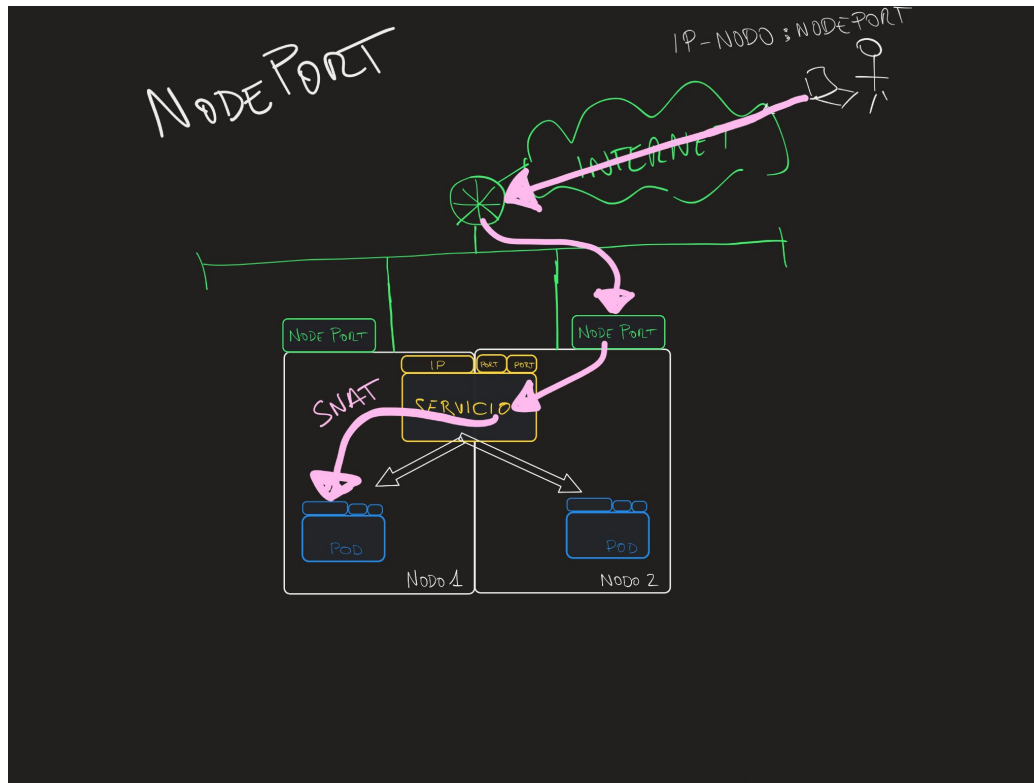 NODEPORT
IP-NODO:NODEPORT
INTERNET
NODE PORT
NODE PORT
IP
PORT
PORT
SERVICIO
SNAT
POD
POD
NODO 1
NODO 2